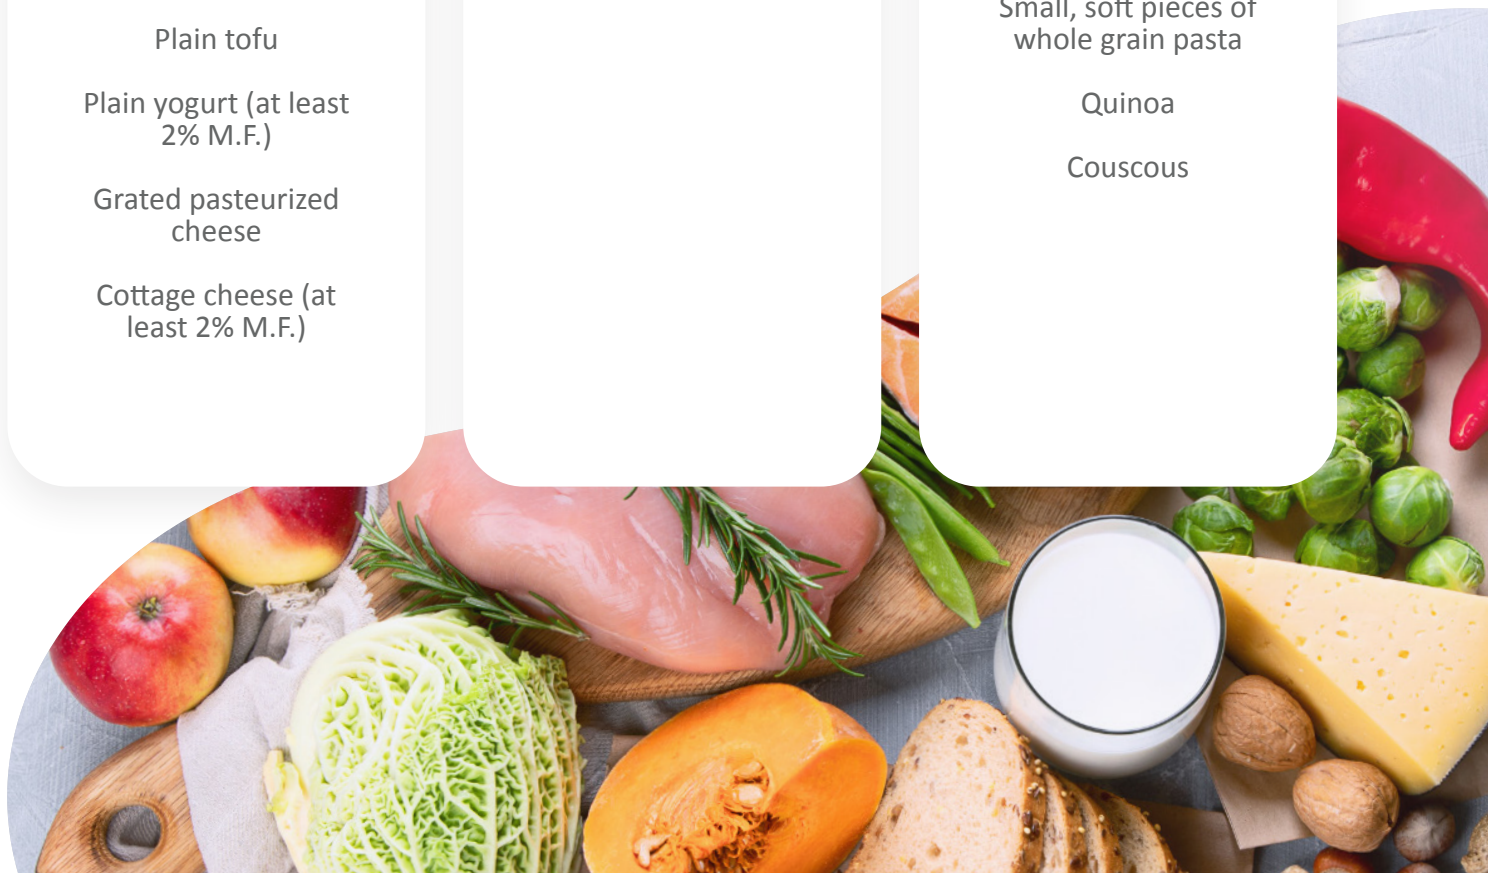 Plain tofu
Plain yogurt (at least
2% M.F.)
Grated pasteurized
cheese
Cottage cheese (at
least 2% M.F.)
Small, soft pieces of
whole grain pasta
Quinoa
Couscous